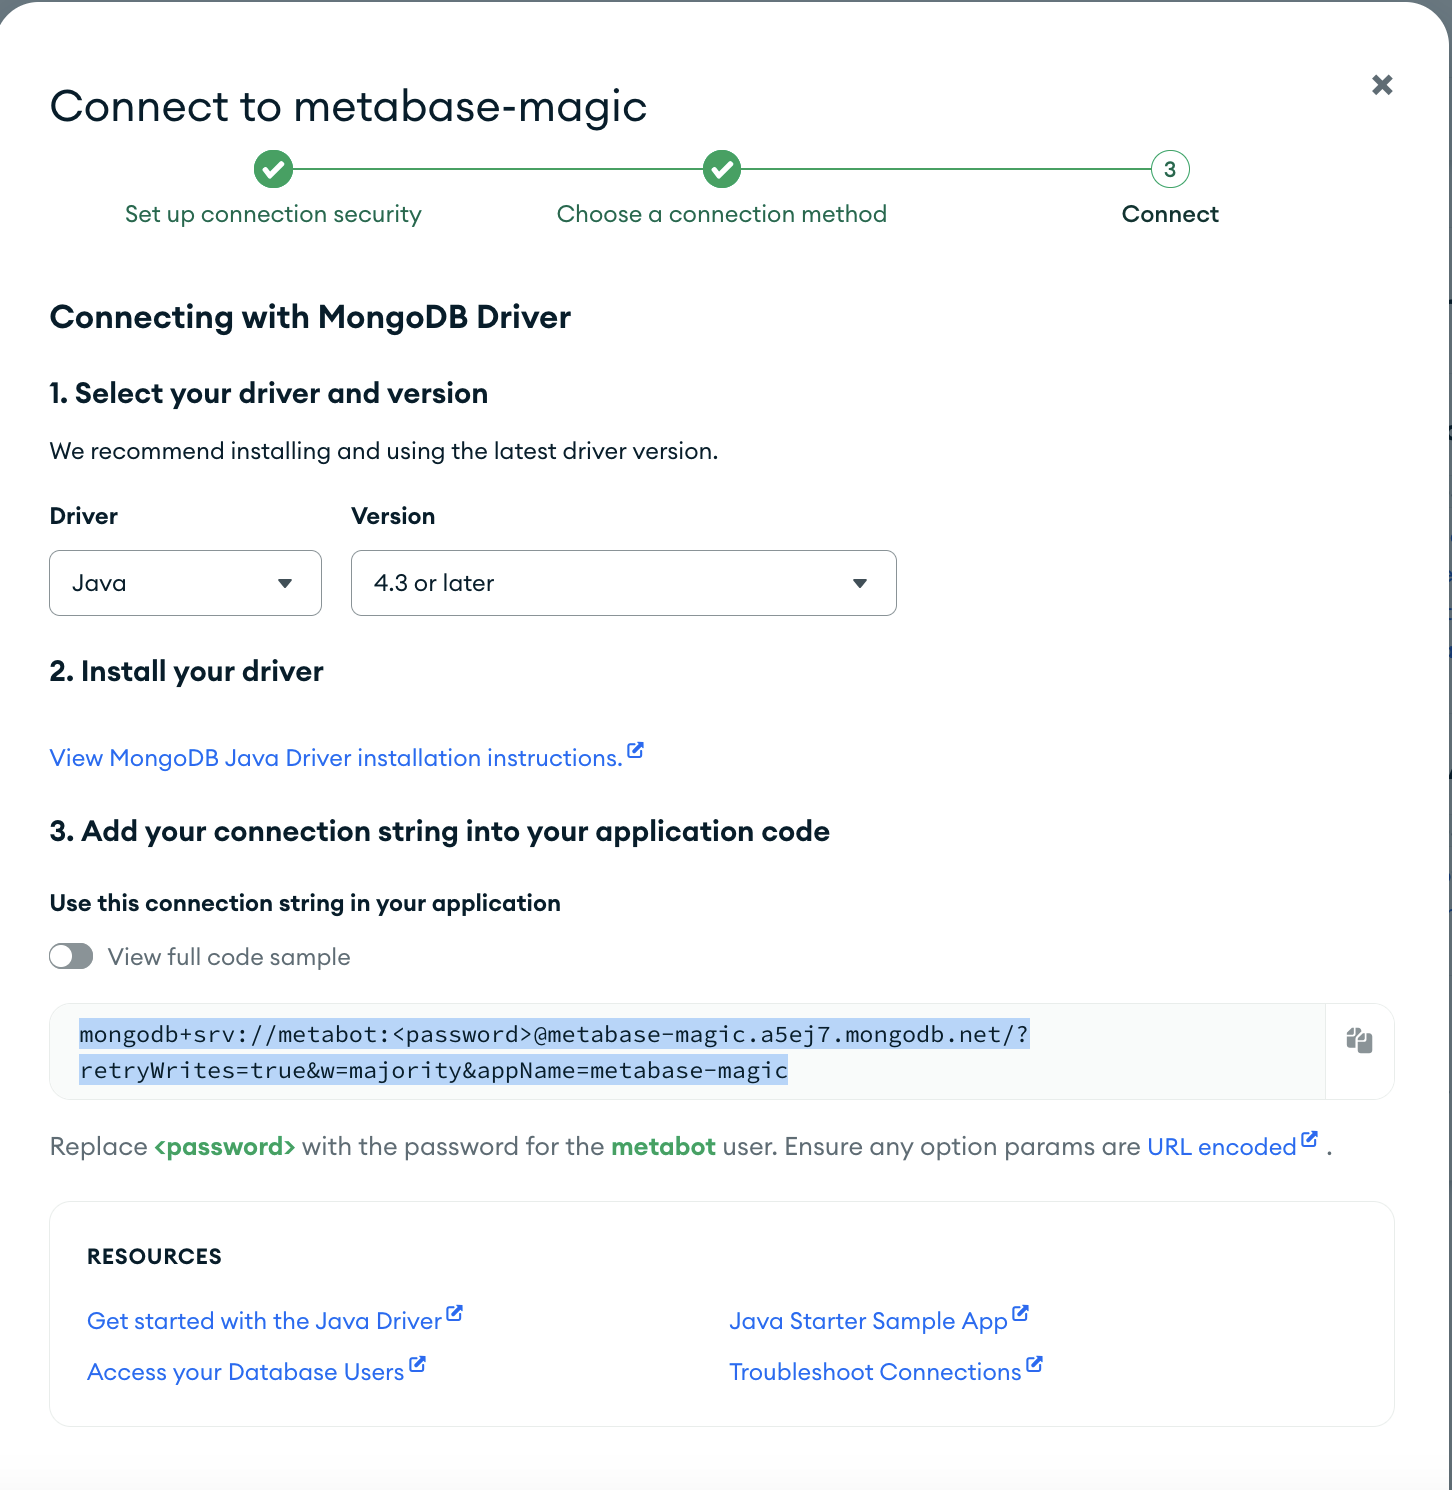 Connect to metabase-magic
3
Set up connection security
Choose a connection method
Connect
Connecting with MongoDB Driver
1. Select your driver and version
We recommend installing and using the latest driver version.
Driver
Version
Java
4.3 or later
2. Install your driver
View MongoDB Java Driver installation instructions.
3. Add your connection string into your application code
Use this connection string in your application
View full code sample
mongodb+srv://metabot:<password>@metabase-magic.a5ej7.mongodb.net/?
retryWrites=true&w=majority&appName=metabase-magic
Replace <password> with the password for the metabot user. Ensure any option params are URL encoded .
RESOURCES
Get started with the Java Driver
Java Starter Sample App
Access your Database Users
Troubleshoot Connections